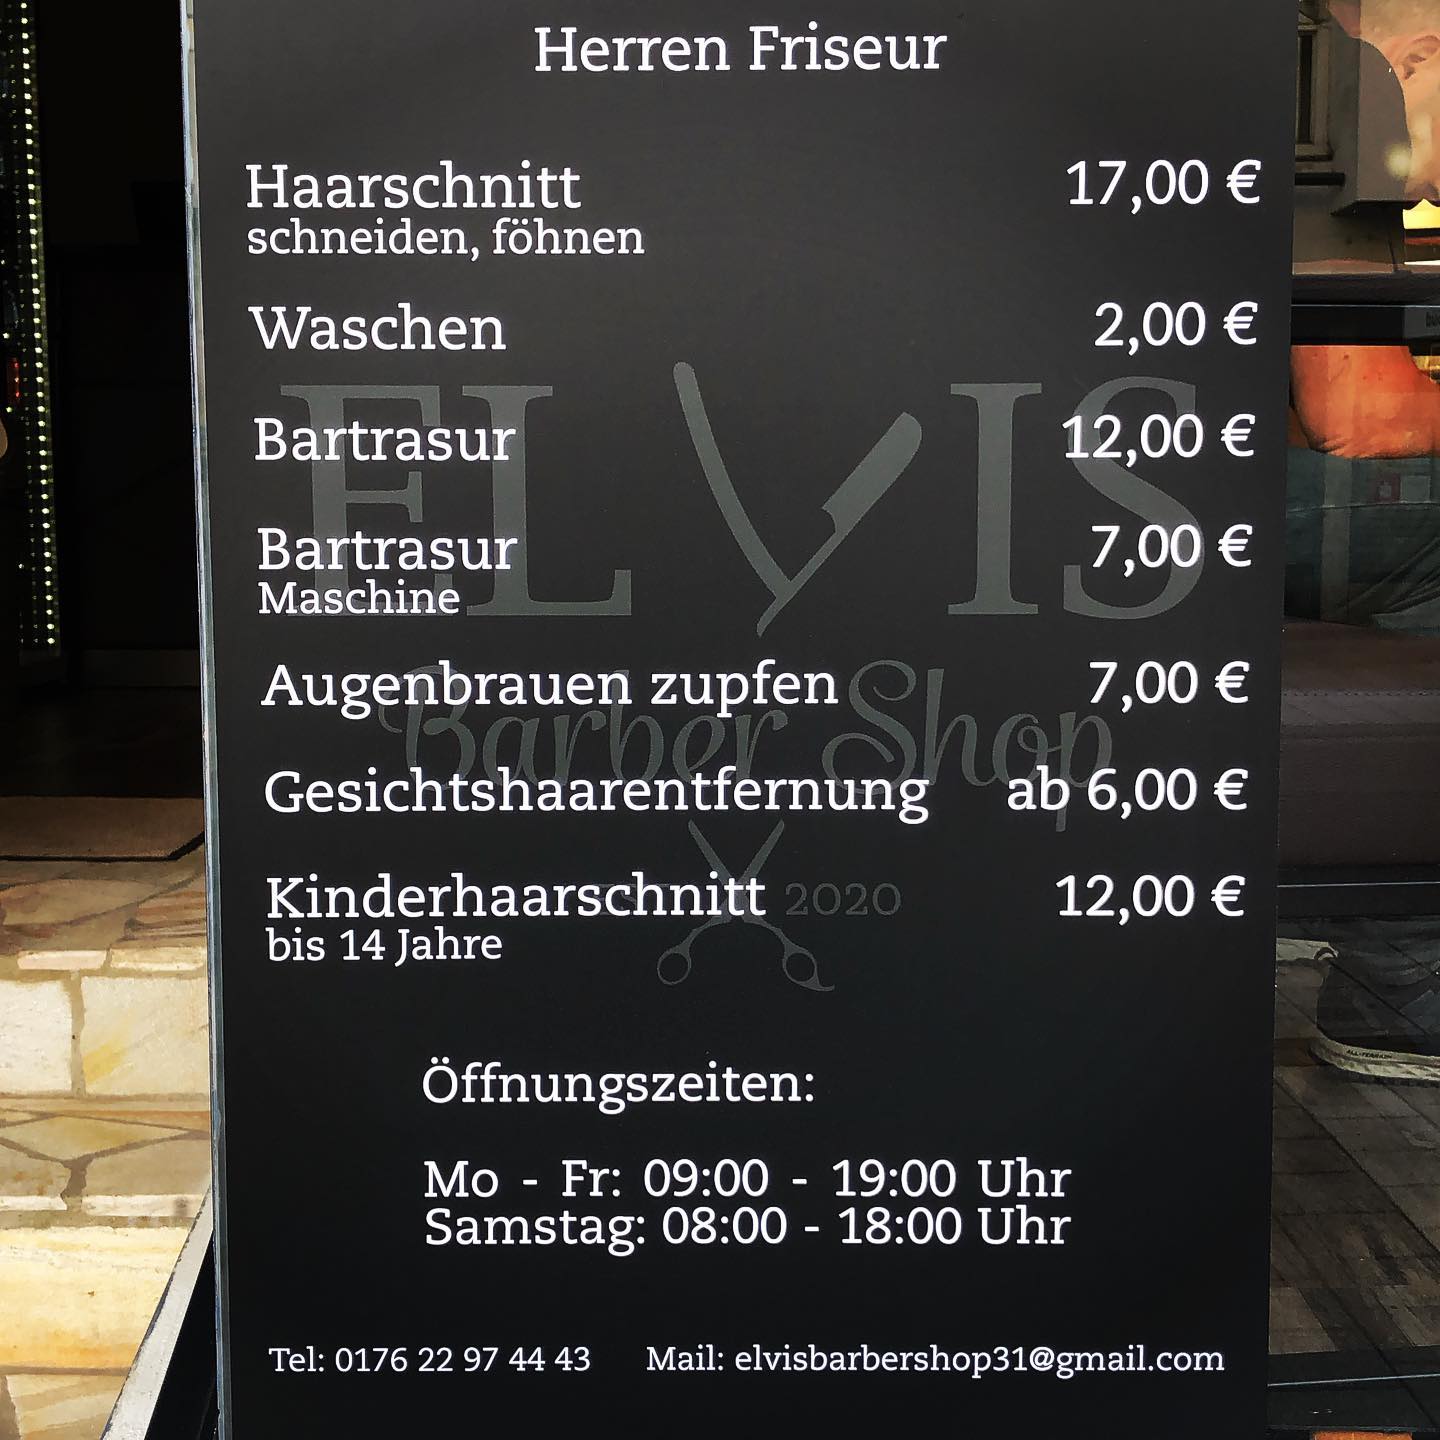 Herren Friseur
Haarschnitt 17,00 €
schneiden, föhnen
Waschen 2,00 €
ELVIS
Bartrasur 12,00 €
Bartrasur 7,00 €
Maschine
Augenbrauen zupfen 7,00 €
Barber Shop
Gesichtshaarentfernung ab 6,00 €
Kinderhaarschnitt 12,00 €
2020
bis 14 Jahre
Öffnungszeiten:
Mo - Fr: 09:00 - 19:00 Uhr
Samstag: 08:00 - 18:00 Uhr
Tel: 0176 22 97 44 43 Mail: elvisbarbershop31@gmail.com